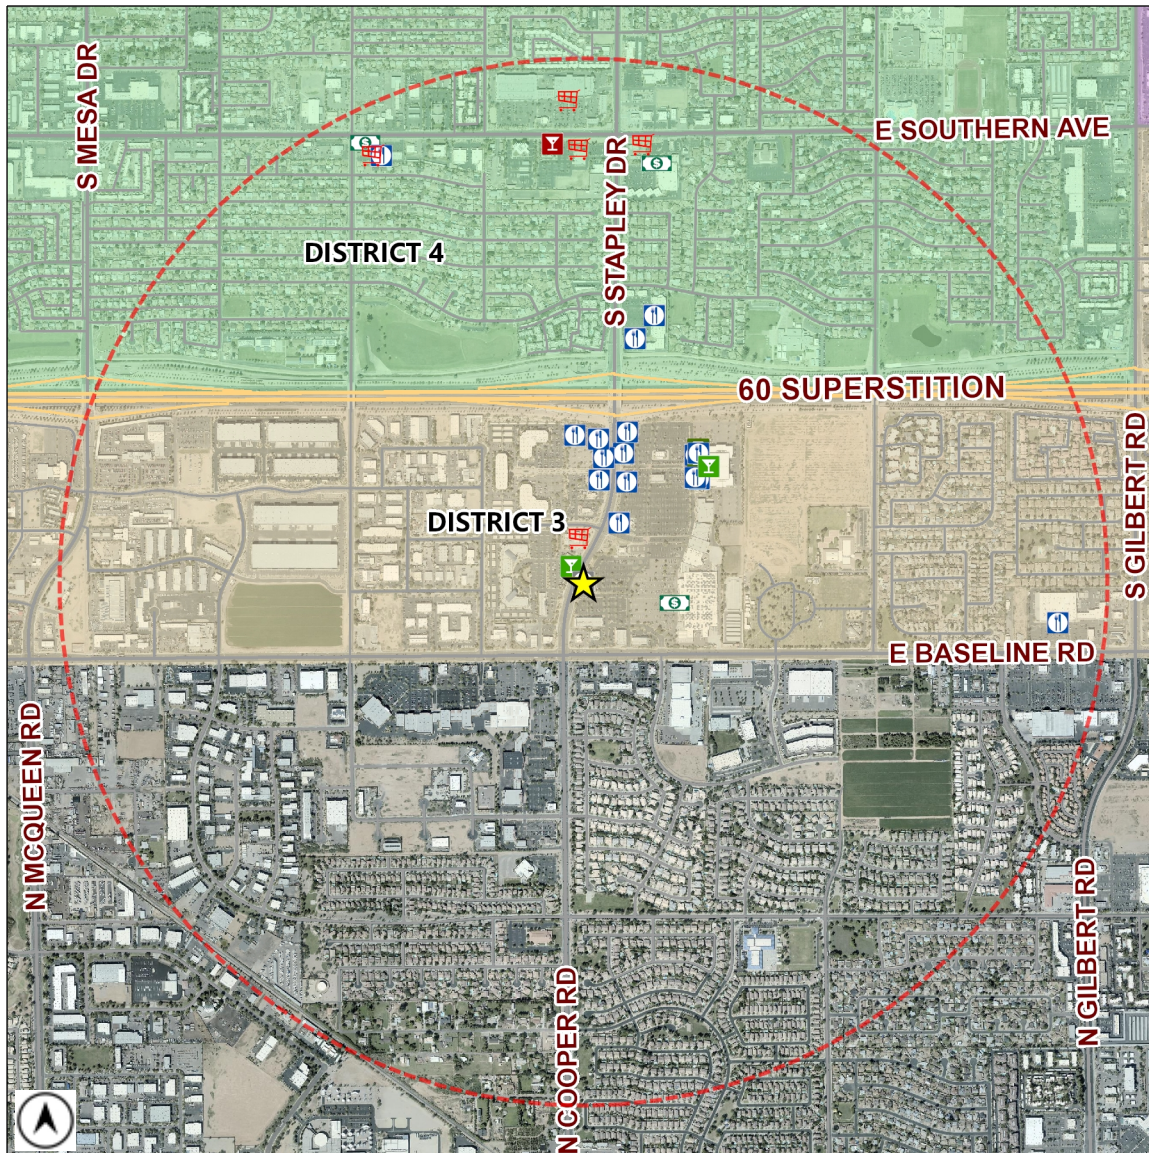 S MESA DR
E SOUTHERN AVE
S STAPLEY DR
DISTRICT 4
60 SUPERSTITION
S GILBERT RD
DISTRICT 3
E BASELINE RD
N MCQUEEN RD
N GILBERT RD
N COOPER RD